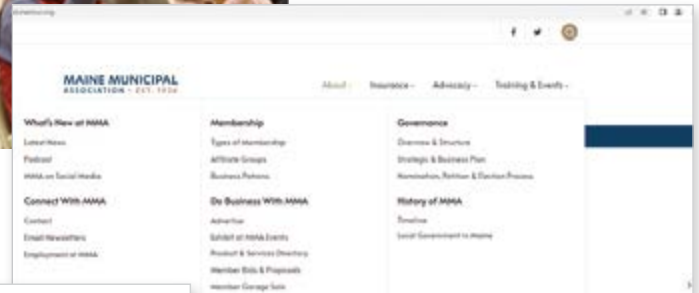 MAINE MUNICIPAL
ASSOCIATION - EST. 1936
About
Insurance
Advocacy
Training & Events
What's New at MMA
Latest News
Podcast
MMA on Social Media
Connect With MMA
Contact
Email Newsletters
Employment at MMA
Membership
Types of Membership
Affiliate Groups
Business Patrons
Do Business With MMA
Advertise
Exhibit at MMA Events
Product & Services Directory
Member Bids & Proposals
Member Garage Sale
Governance
Overview & Structure
Strategic & Business Plan
Nomination, Petition & Election Process
History of MMA
Timeline
Local Government in Maine